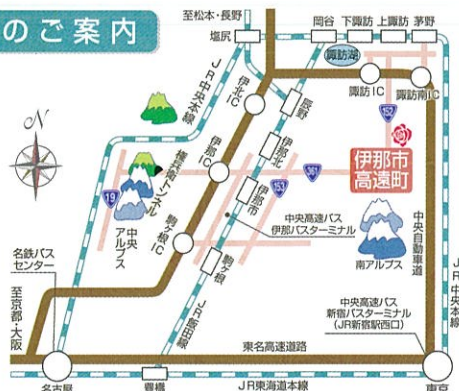 のご案内
至松本・長野
塩尻
岡谷
下諏訪
上諏訪
茅野
諏訪湖
諏訪IC
諏訪南IC
JR中央本線
伊北IC
辰野
152
N
伊那IC
伊那北
伊那市
高遠町
権兵衛トンネル
361
153
19
伊那市
中央
アルプス
駒ヶ根IC
中央高速バス
伊那バスターミナル
駒ヶ根
南アルプス
中央自動車道
JR中央本線
名鉄バス
センター
至京都・大阪
JR飯田線
中央高速バス
新宿バスターミナル
(JR新宿駅西口)
東名高速道路
名古屋
豊橋
JR東海道本線
東京